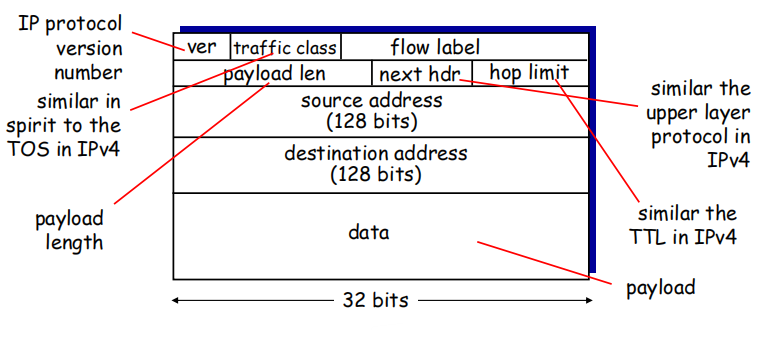 IP protocol
version
number
similar in
spirit to the
TOS in IPv4
payload
length
ver traffic class flow label
payload len next hdr hop limit
source address
(128 bits)
destination address
(128 bits)
data
32 bits
similar the
upper layer
protocol in
IPv4
similar the
TTL in IPv4
payload